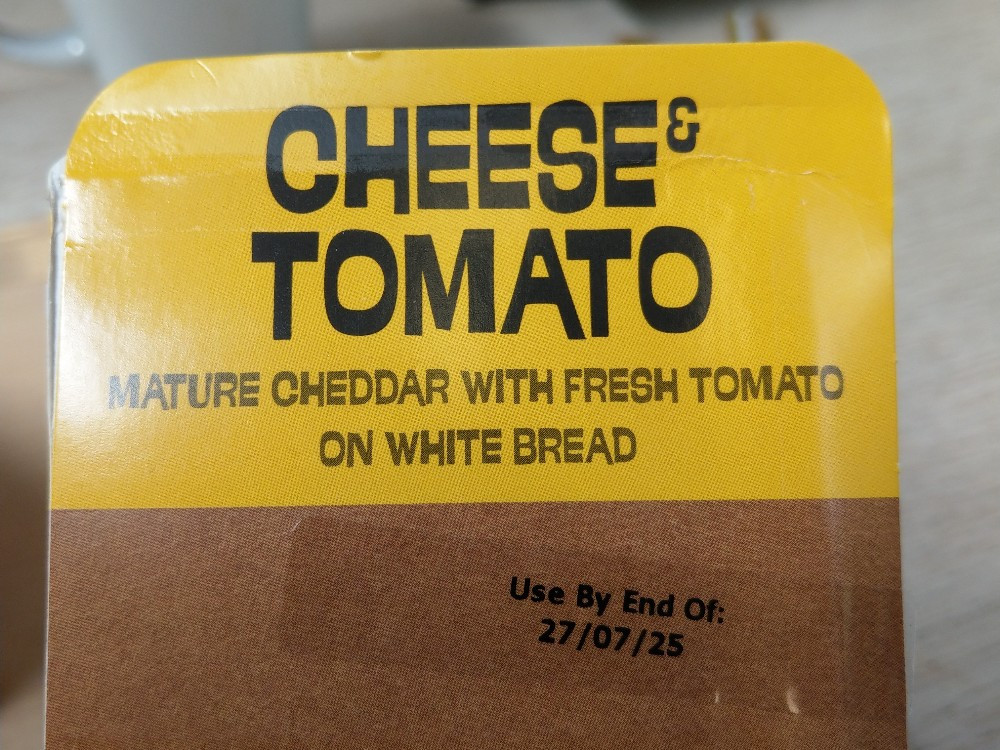 CHEESE &
TOMATO
MATURE CHEDDAR WITH FRESH TOMATO
ON WHITE BREAD
Use By End Of:
27/07/25